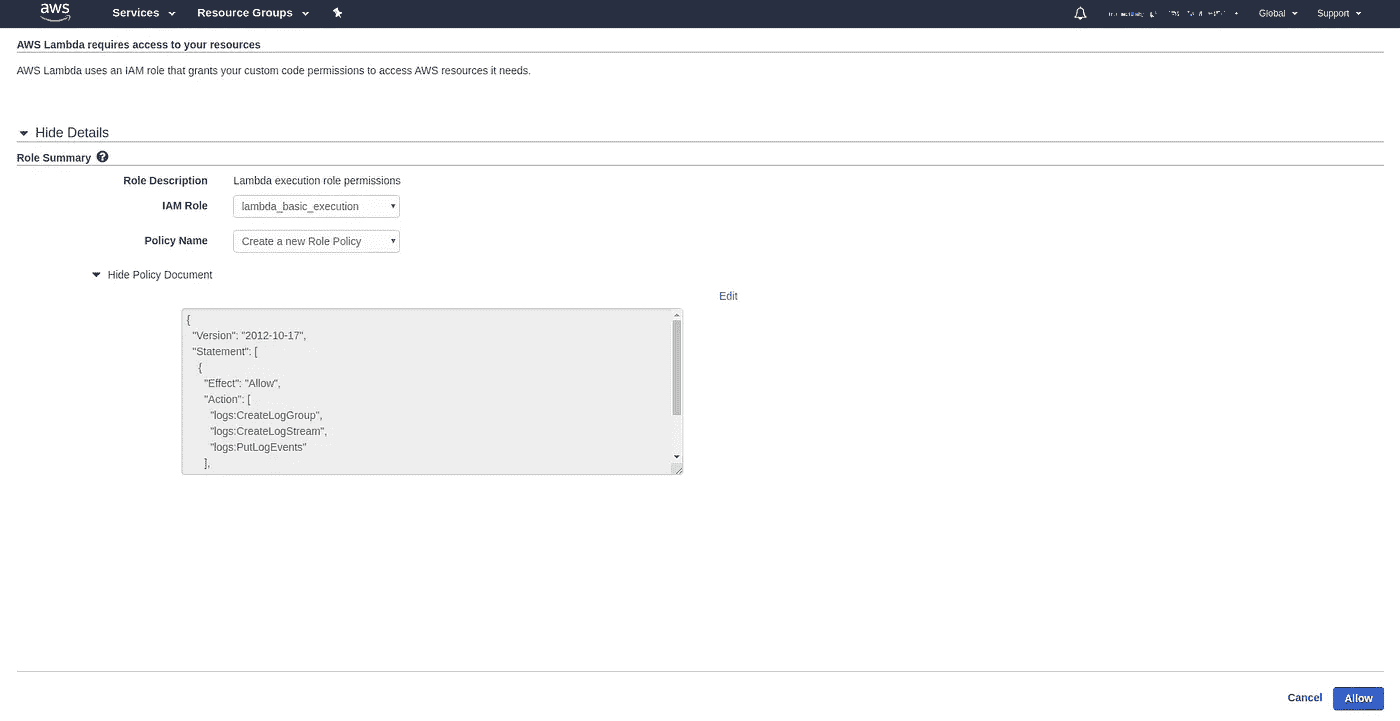 aws Services Resource Groups Global Support
AWS Lambda requires access to your resources
AWS Lambda uses an IAM role that grants your custom code permissions to access AWS resources it needs.
Hide Details
Role Summary ?
Role Description Lambda execution role permissions
IAM Role lambda_basic_execution
Policy Name Create a new Role Policy
Hide Policy Document
Edit
{
"Version": "2012-10-17",
"Statement": [
{
"Effect": "Allow",
"Action": [
"logs:CreateLogGroup",
"logs:CreateLogStream",
"logs:PutLogEvents"
],
Cancel Allow